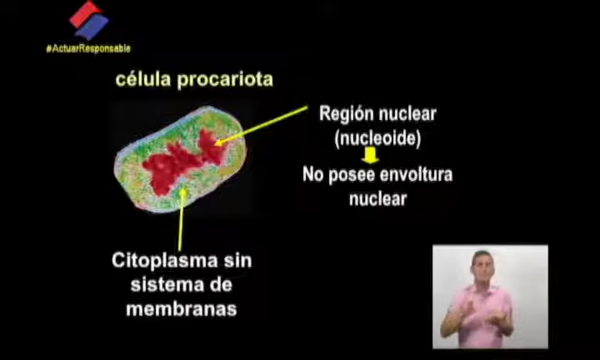 #ActuarResponsable
célula procariota
Región nuclear
(nucleoide)
No posee envoltura
nuclear
Citoplasma sin
sistema de
membranas